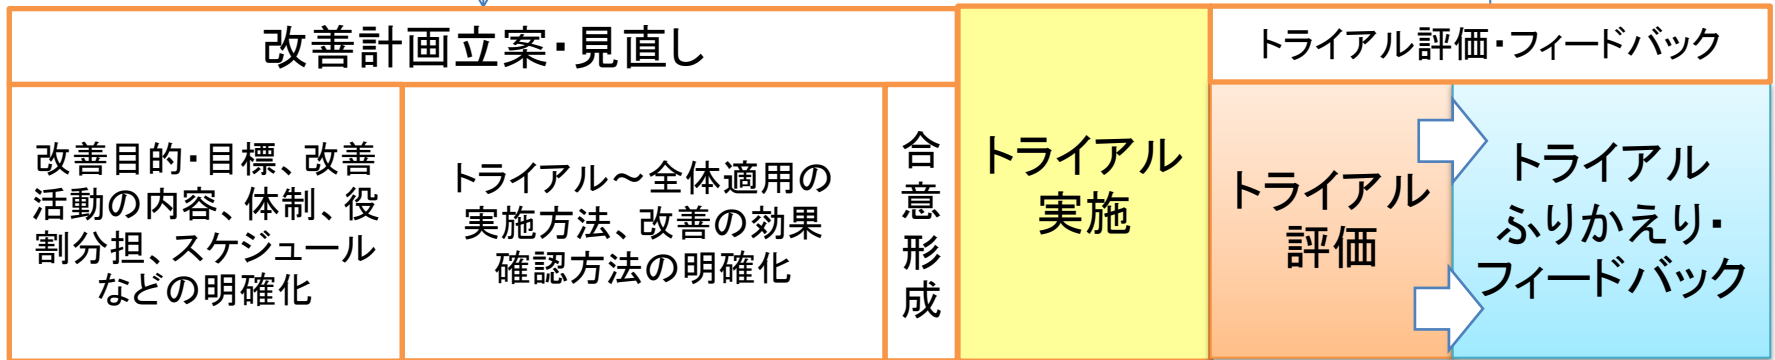 改善計画立案・見直し
改善目的・目標、改善
活動の内容、体制、役
割分担、スケジュール
などの明確化
トライアル～全体適用の
実施方法、改善の効果
確認方法の明確化
合
意
形
成
トライアル
実施
トライアル評価・フィードバック
トライアル
評価
トライアル
ふりかえり・
フィードバック